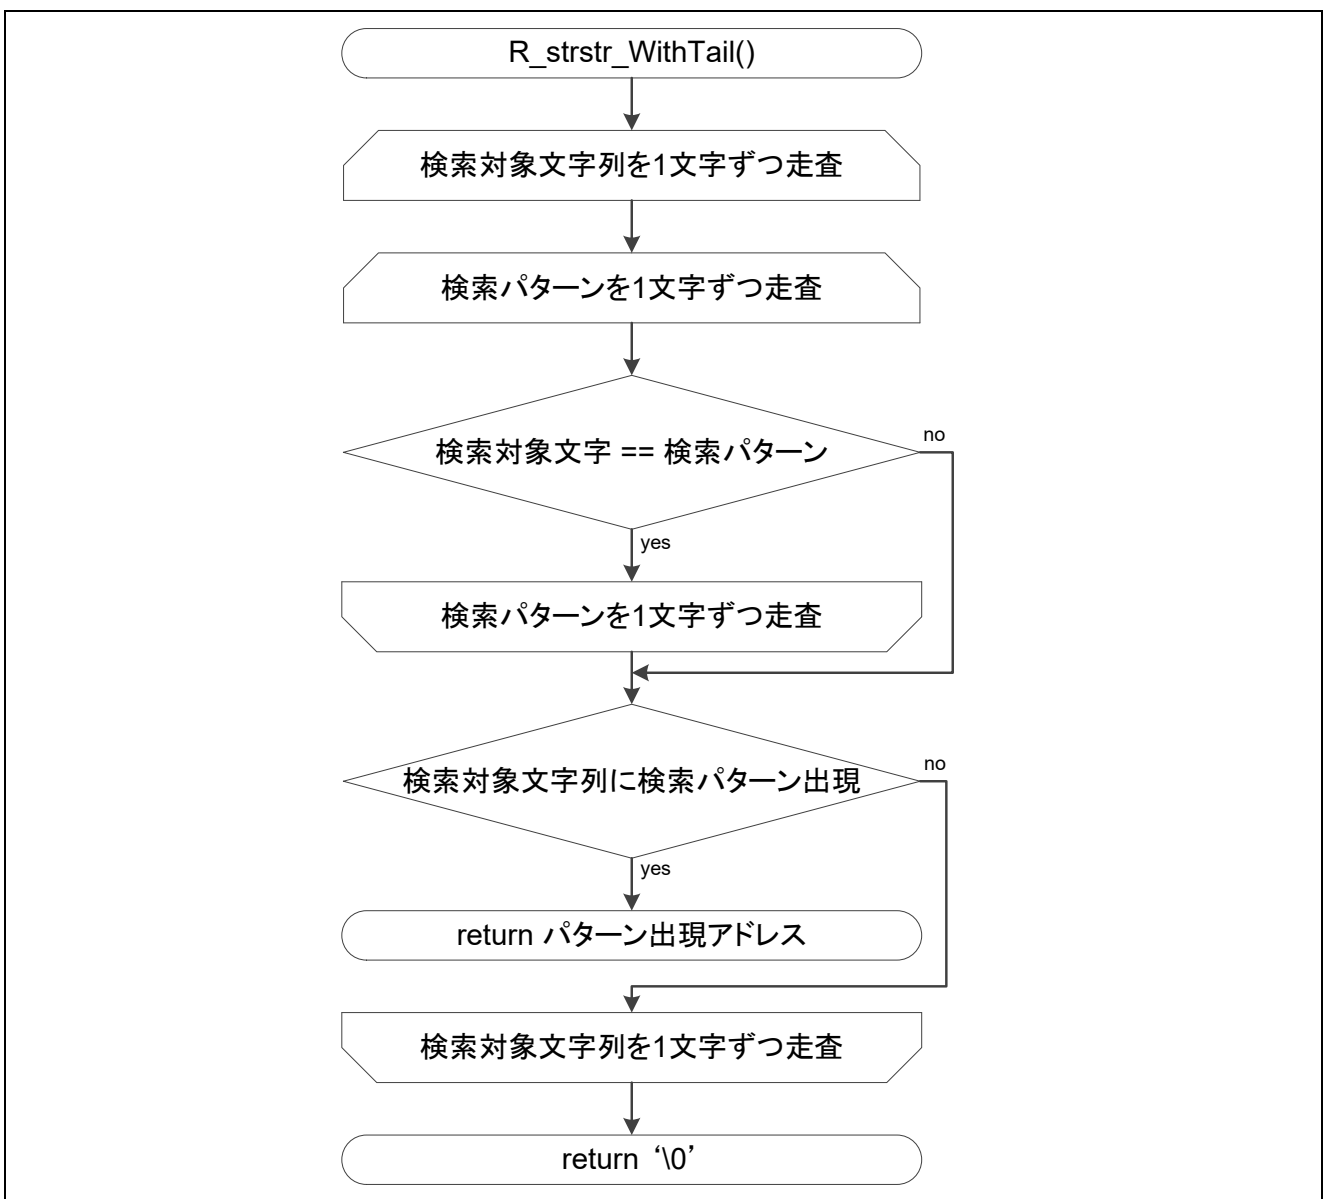 R_strstr_WithTail()
検索対象文字列を1文字ずつ走査
検索パターンを1文字ずつ走査
検索対象文字 == 検索パターン
no
yes
検索パターンを1文字ずつ走査
検索対象文字列に検索パターン出現
no
yes
return パターン出現アドレス
検索対象文字列を1文字ずつ走査
return ‘\0’